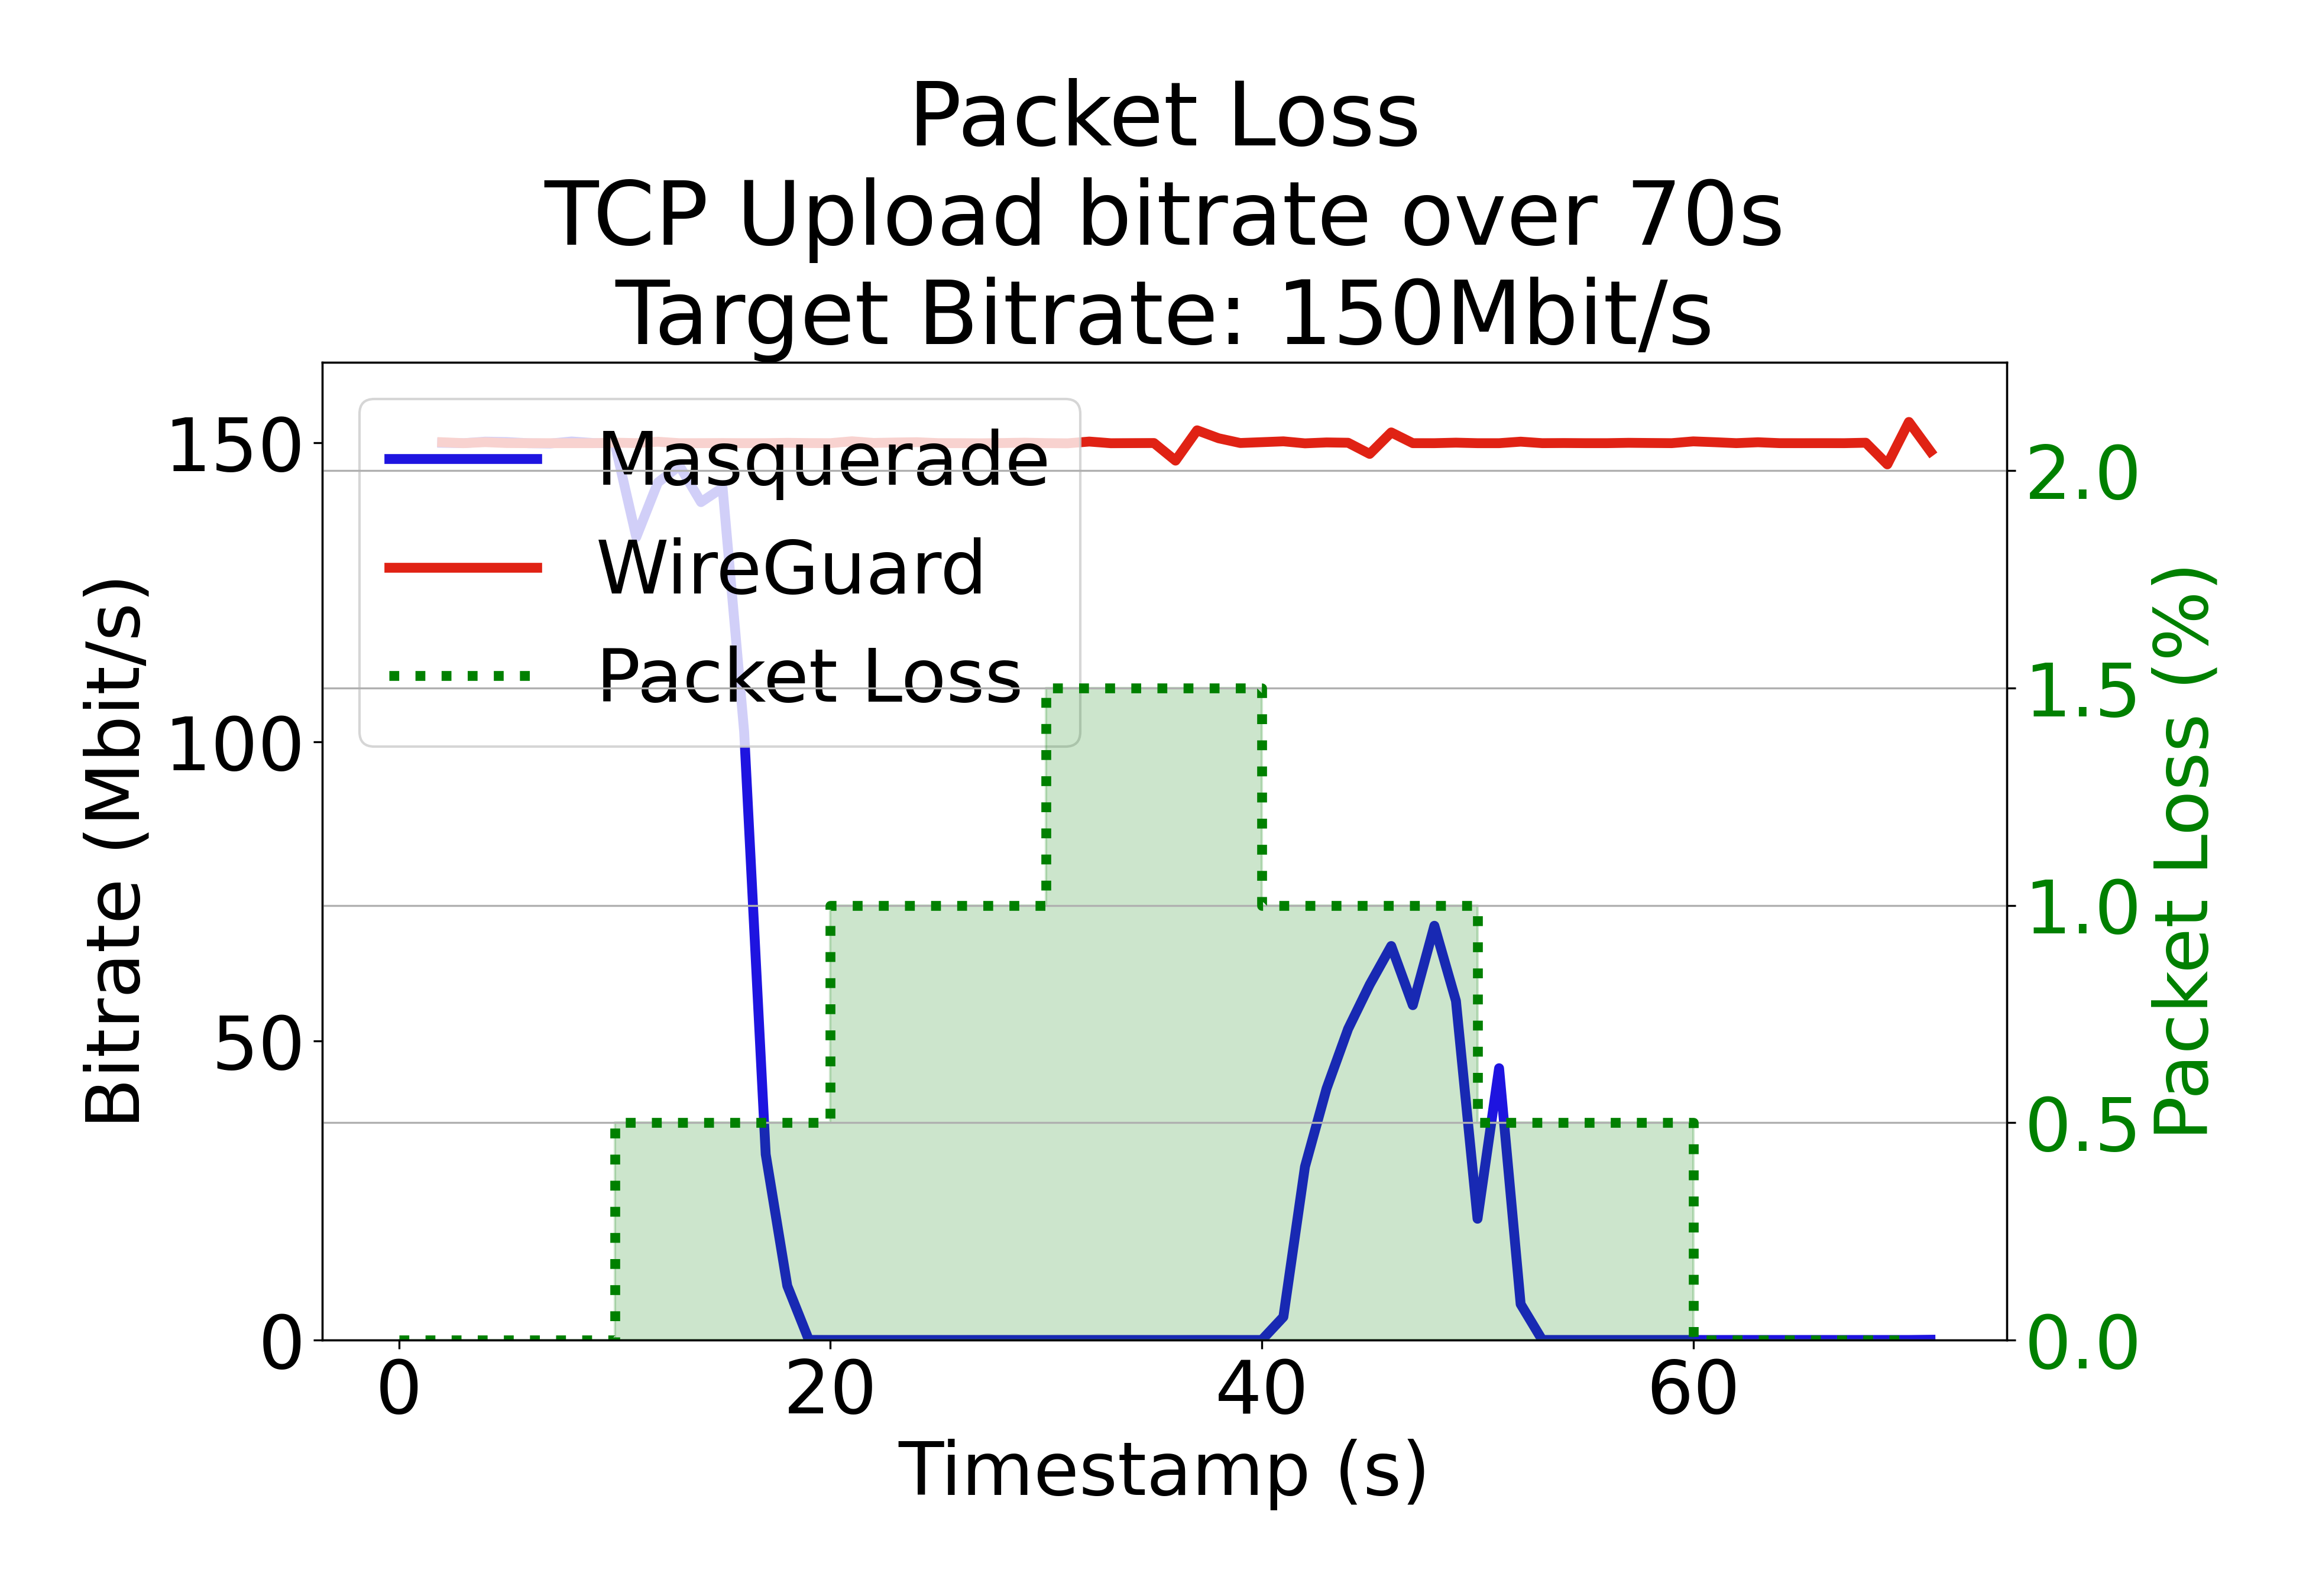 Packet Loss
TCP Upload bitrate over 70s
Target Bitrate: 150Mbit/s
Masquerade
WireGuard
Packet Loss
Bitrate (Mbit/s)
150
100
50
0
Packet Loss (%)
2.0
1.5
1.0
0.5
0.0
0 20 40 60
Timestamp (s)